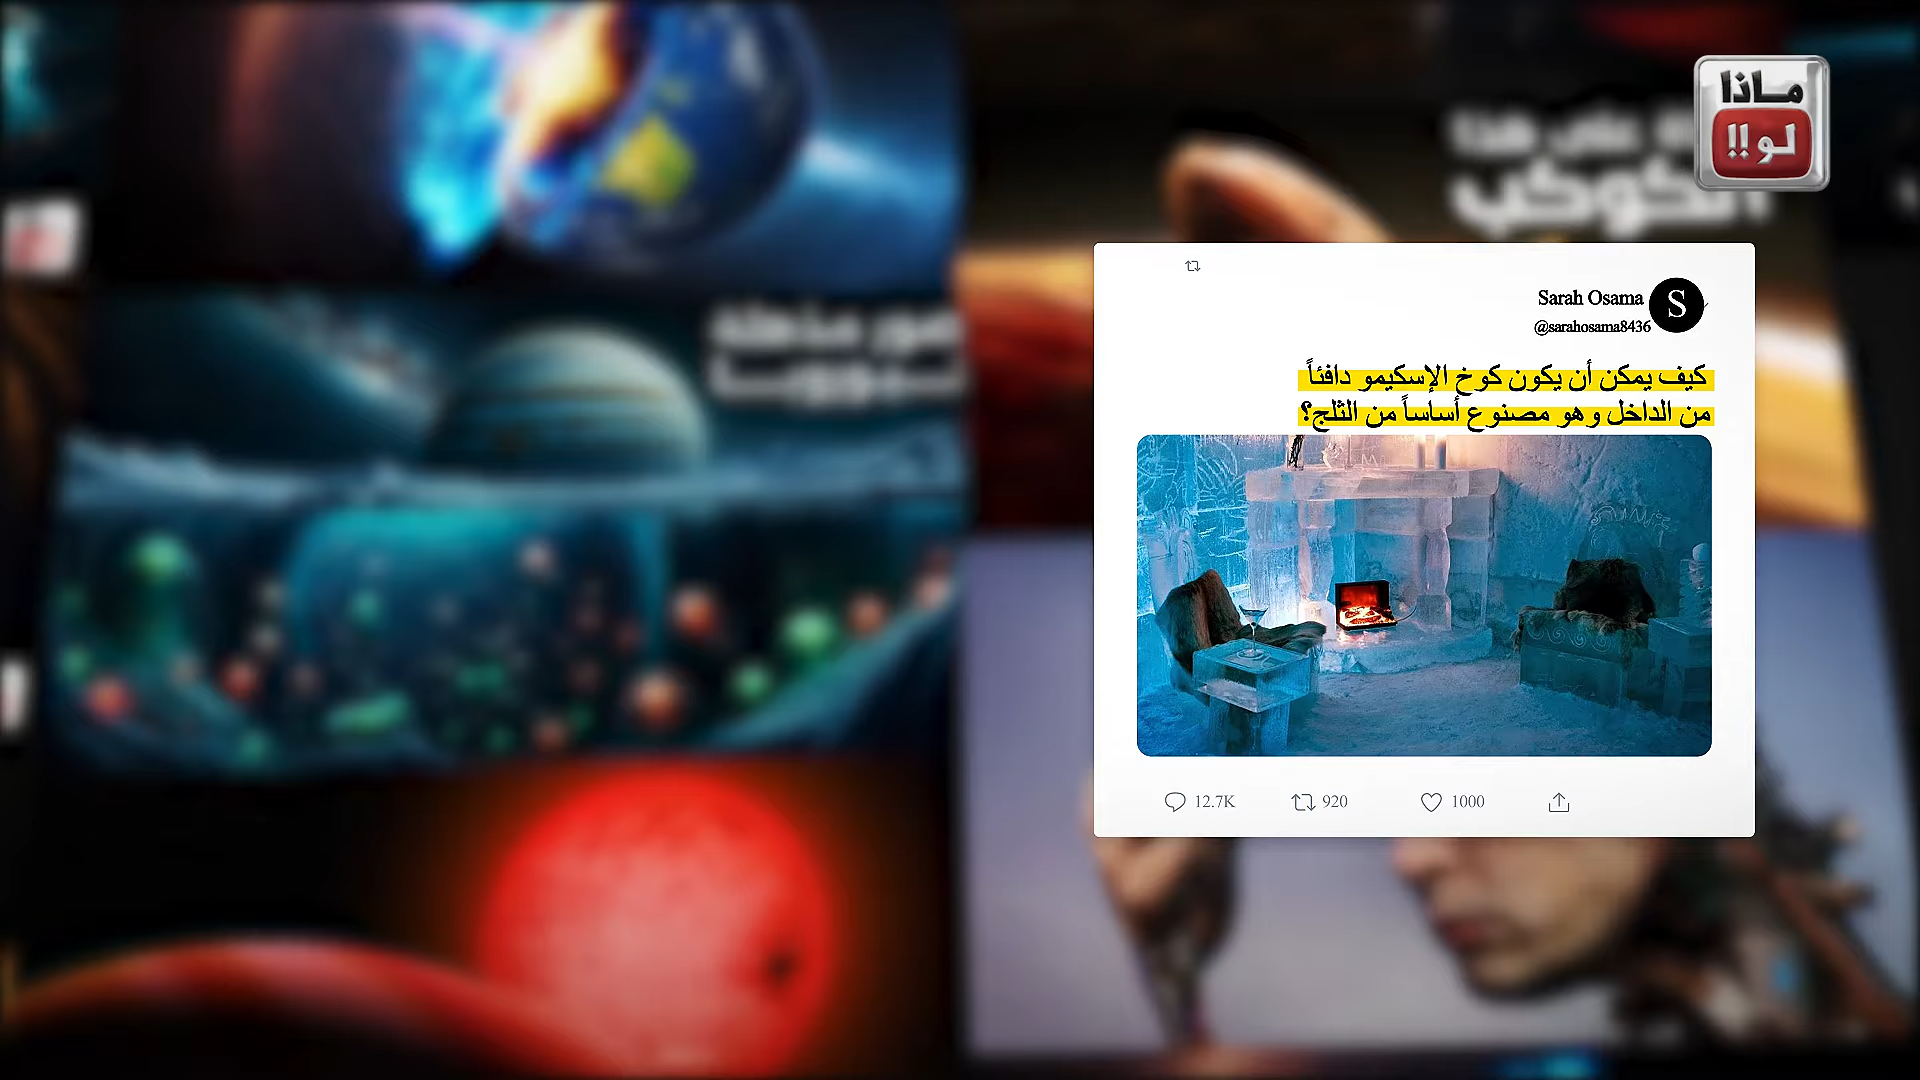 ماذا
لو!!
الكوكب
Sarah Osama
@sarahosama8436
كيف يمكن أن يكون كوخ الإسكيمو دافئاً
من الداخل وهو مصنوع أساساً من الثلج؟
12.7K
920
1000